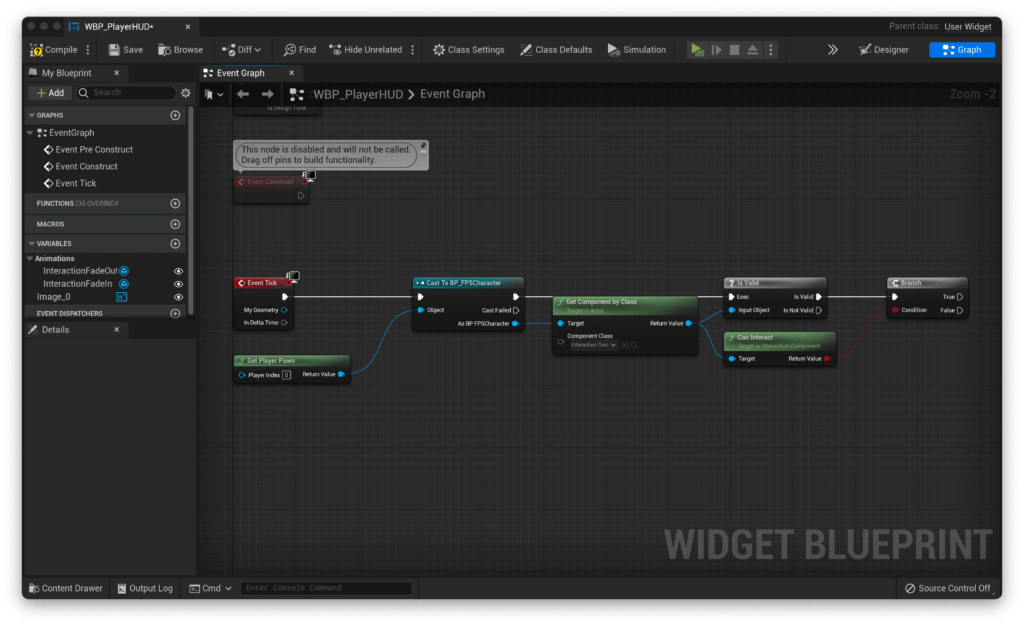 WBP_PlayerHUD•
Parent class: User Widget
Compile
Save
Browse
Diff
Find
Hide Unrelated
Class Settings
Class Defaults
Simulation
Designer
Graph
My Blueprint
Add
Search
GRAPHS
EventGraph
Event Pre Construct
Event Construct
Event Tick
FUNCTIONS (36 OVERRIDA
MACROS
VARIABLES
Animations
InteractionFadeOut
InteractionFadeIn
Image_0
EVENT DISPATCHERS
Details
Event Graph
WBP_PlayerHUD > Event Graph
Zoom -2
Is Design Time
This node is disabled and will not be called.
Drag off pins to build functionality.
Event Construct
Event Tick
My Geometry
In Delta Time
Get Player Pawn
Player Index 0 Return Value
Cast To BP_FPSCharacter
Cast Failed
Object
As BP FPSCharacter
Get Component by Class
Target is Actor
Target Return Value
Component Class
Interaction Com
Is Valid
Exec Is Valid
Input Object Is Not Valid
Can Interact
Target is Interaction Component
Target Return Value
Branch
True
Condition False
WIDGET BLUEPRINT
Content Drawer
Output Log
Cmd
Enter Console Command
Source Control Off